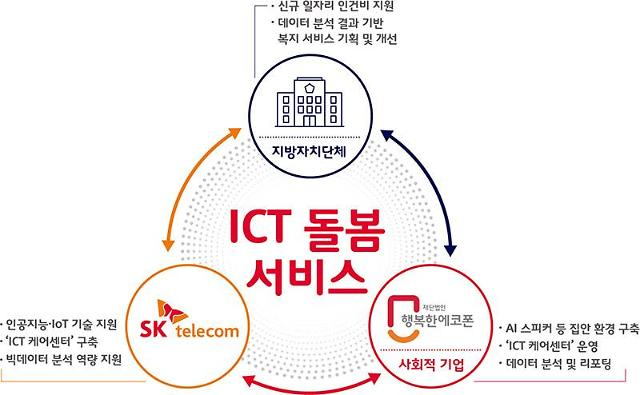 · 신규 일자리 인건비 지원
· 데이터 분석 결과 기반
복지 서비스 기획 및 개선
지방자치단체
ICT 돌봄
서비스
· 인공지능·IoT 기술 지원
· ‘ICT 케어센터’ 구축
· 빅데이터 분석 역량 지원
SK telecom
재단법인
행복한에코폰
사회적 기업
· AI 스피커 등 집안 환경 구축
· ‘ICT 케어센터’ 운영
· 데이터 분석 및 리포팅